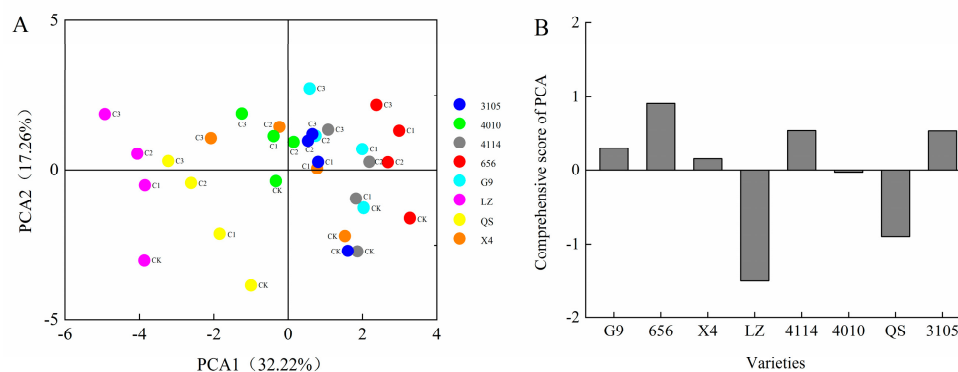 A
PCA2 (17.26%)
5
0
-5
-6
-4
-2
0
2
4
PCA1（32.22%）
C3
C3
C3
C2
C3
C3
C3
C3
C1
C1
C2
C2
C2
C1
C2
C3
C2
C1
C1
C1
C2
C2
C1
C2
CK
C1
CK
C1
CK
CK
CK
CK
CK
CK
CK
3105
4010
4114
656
G9
LZ
QS
X4
B
Comprehensive score of PCA
2
1
0
-1
-2
G9 656 X4 LZ 4114 4010 QS 3105
Varieties